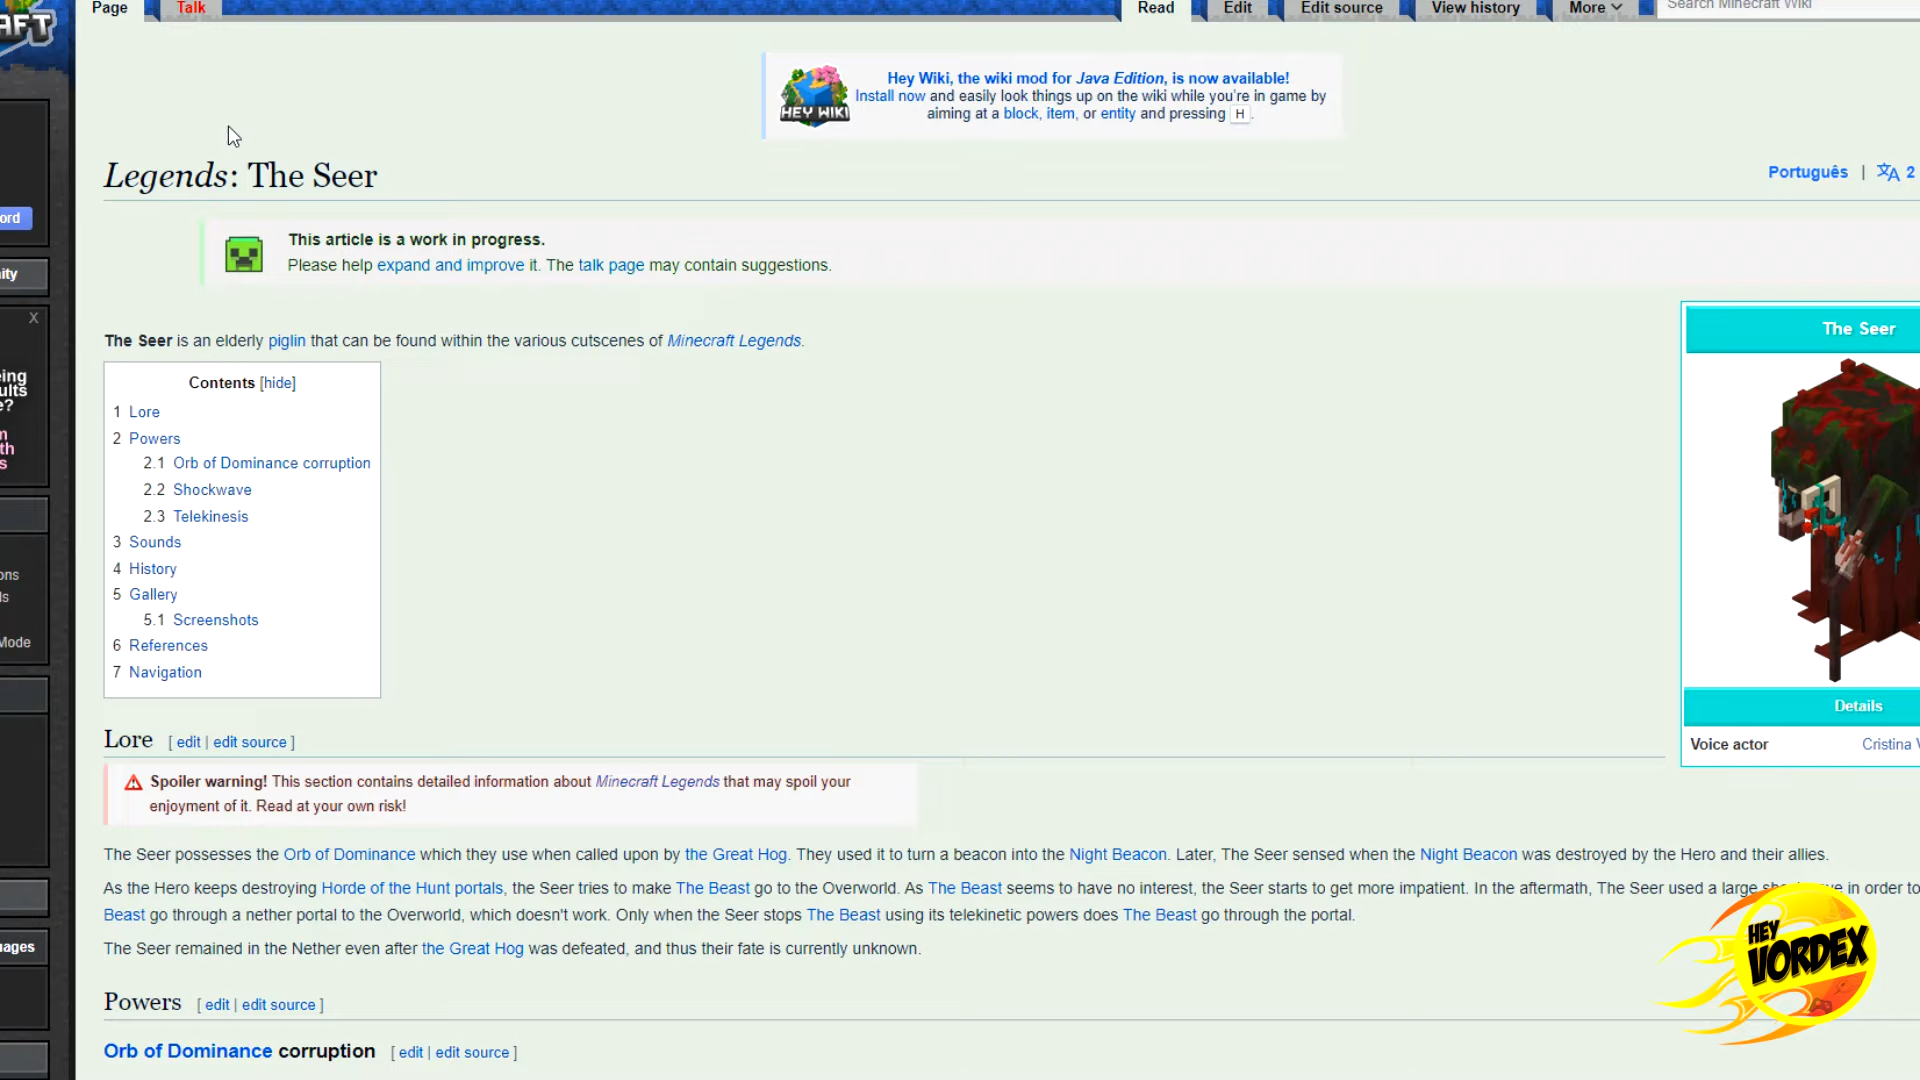 Page Talk Read Edit Edit source View history More Search Minecraft Wiki
Hey Wiki, the wiki mod for Java Edition, is now available!
Install now and easily look things up on the wiki while you're in game by
aiming at a block, item, or entity and pressing H.
HEY WIKI
Legends: The Seer
Português | 2
This article is a work in progress.
Please help expand and improve it. The talk page may contain suggestions.
The Seer is an elderly piglin that can be found within the various cutscenes of Minecraft Legends.
Contents [hide]
1 Lore
2 Powers
2.1 Orb of Dominance corruption
2.2 Shockwave
2.3 Telekinesis
3 Sounds
4 History
5 Gallery
5.1 Screenshots
6 References
7 Navigation
The Seer
Details
Voice actor Cristina
Lore [ edit | edit source ]
Spoiler warning! This section contains detailed information about Minecraft Legends that may spoil your
enjoyment of it. Read at your own risk!
The Seer possesses the Orb of Dominance which they use when called upon by the Great Hog. They used it to turn a beacon into the Night Beacon. Later, The Seer sensed when the Night Beacon was destroyed by the Hero and their allies.
As the Hero keeps destroying Horde of the Hunt portals, the Seer tries to make The Beast go to the Overworld. As The Beast seems to have no interest, the Seer starts to get more impatient. In the aftermath, The Seer used a large in order to
Beast go through a nether portal to the Overworld, which doesn't work. Only when the Seer stops The Beast using its telekinetic powers does The Beast go through the portal.
The Seer remained in the Nether even after the Great Hog was defeated, and thus their fate is currently unknown.
Powers [ edit | edit source ]
Orb of Dominance corruption [ edit | edit source ]
HEY
VORDEX